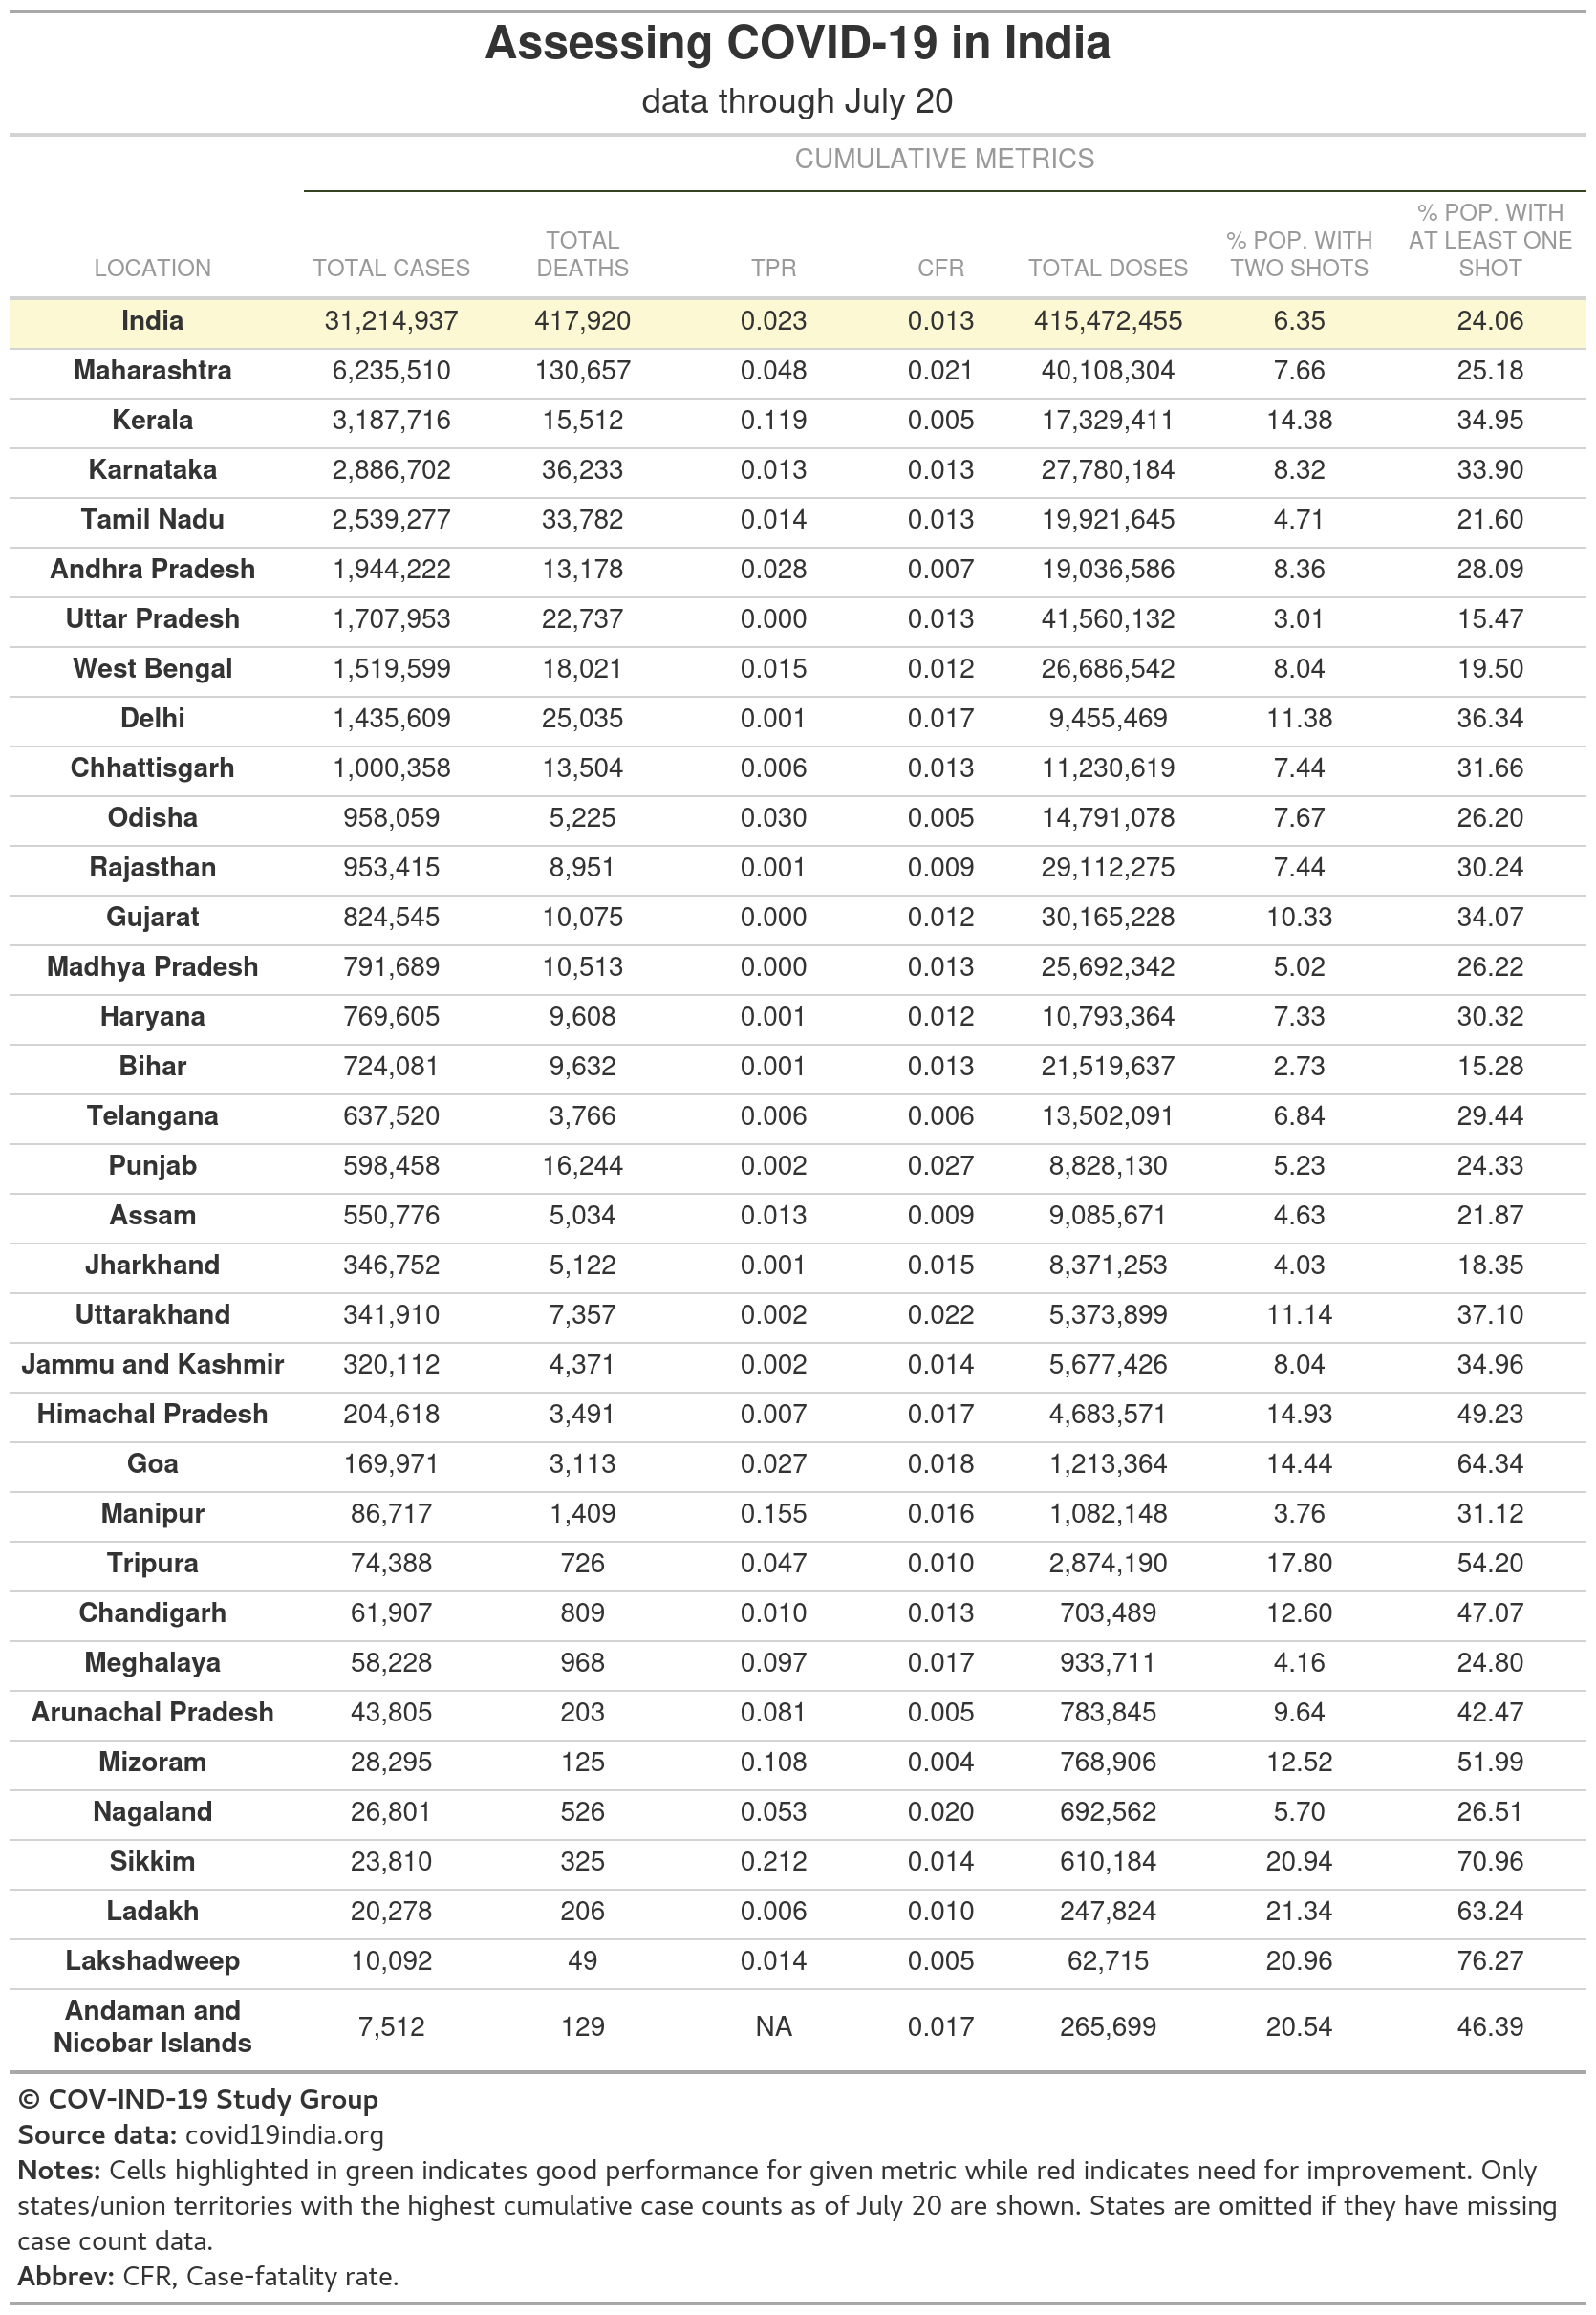 Assessing COVID-19 in India
data through July 20
CUMULATIVE METRICS
LOCATION TOTAL CASES TOTAL DEATHS TPR CFR TOTAL DOSES % POP. WITH TWO SHOTS % POP. WITH AT LEAST ONE SHOT
India 31,214,937 417,920 0.023 0.013 415,472,455 6.35 24.06
Maharashtra 6,235,510 130,657 0.048 0.021 40,108,304 7.66 25.18
Kerala 3,187,716 15,512 0.119 0.005 17,329,411 14.38 34.95
Karnataka 2,886,702 36,233 0.013 0.013 27,780,184 8.32 33.90
Tamil Nadu 2,539,277 33,782 0.014 0.013 19,921,645 4.71 21.60
Andhra Pradesh 1,944,222 13,178 0.028 0.007 19,036,586 8.36 28.09
Uttar Pradesh 1,707,953 22,737 0.000 0.013 41,560,132 3.01 15.47
West Bengal 1,519,599 18,021 0.015 0.012 26,686,542 8.04 19.50
Delhi 1,435,609 25,035 0.001 0.017 9,455,469 11.38 36.34
Chhattisgarh 1,000,358 13,504 0.006 0.013 11,230,619 7.44 31.66
Odisha 958,059 5,225 0.030 0.005 14,791,078 7.67 26.20
Rajasthan 953,415 8,951 0.001 0.009 29,112,275 7.44 30.24
Gujarat 824,545 10,075 0.000 0.012 30,165,228 10.33 34.07
Madhya Pradesh 791,689 10,513 0.000 0.013 25,692,342 5.02 26.22
Haryana 769,605 9,608 0.001 0.012 10,793,364 7.33 30.32
Bihar 724,081 9,632 0.001 0.013 21,519,637 2.73 15.28
Telangana 637,520 3,766 0.006 0.006 13,502,091 6.84 29.44
Punjab 598,458 16,244 0.002 0.027 8,828,130 5.23 24.33
Assam 550,776 5,034 0.013 0.009 9,085,671 4.63 21.87
Jharkhand 346,752 5,122 0.001 0.015 8,371,253 4.03 18.35
Uttarakhand 341,910 7,357 0.002 0.022 5,373,899 11.14 37.10
Jammu and Kashmir 320,112 4,371 0.002 0.014 5,677,426 8.04 34.96
Himachal Pradesh 204,618 3,491 0.007 0.017 4,683,571 14.93 49.23
Goa 169,971 3,113 0.027 0.018 1,213,364 14.44 64.34
Manipur 86,717 1,409 0.155 0.016 1,082,148 3.76 31.12
Tripura 74,388 726 0.047 0.010 2,874,190 17.80 54.20
Chandigarh 61,907 809 0.010 0.013 703,489 12.60 47.07
Meghalaya 58,228 968 0.097 0.017 933,711 4.16 24.80
Arunachal Pradesh 43,805 203 0.081 0.005 783,845 9.64 42.47
Mizoram 28,295 125 0.108 0.004 768,906 12.52 51.99
Nagaland 26,801 526 0.053 0.020 692,562 5.70 26.51
Sikkim 23,810 325 0.212 0.014 610,184 20.94 70.96
Ladakh 20,278 206 0.006 0.010 247,824 21.34 63.24
Lakshadweep 10,092 49 0.014 0.005 62,715 20.96 76.27
Andaman and Nicobar Islands 7,512 129 NA 0.017 265,699 20.54 46.39
© COV-IND-19 Study Group
Source data: covid19india.org
Notes: Cells highlighted in green indicates good performance for given metric while red indicates need for improvement. Only
states/union territories with the highest cumulative case counts as of July 20 are shown. States are omitted if they have missing
case count data.
Abbrev: CFR, Case-fatality rate.